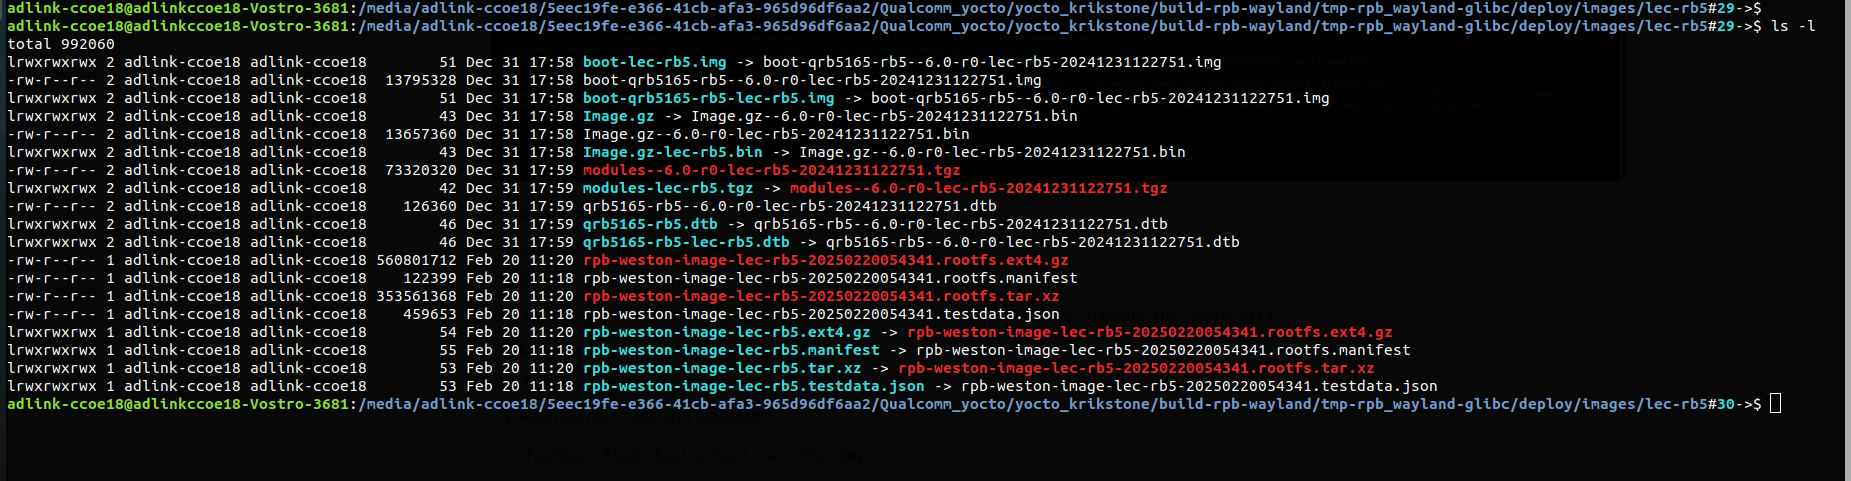 adlink-ccoe18@adlinkccoe18-Vostro-3681:/media/adlink-ccoe18/5eec19fe-e366-41cb-afa3-965d96df6aa2/Qualcomm_yocto/yocto_krikstone/build-rpb-wayland/tmp-rpb_wayland-glibc/deploy/images/lec-rb5#29->$
adlink-ccoe18@adlinkccoe18-Vostro-3681:/media/adlink-ccoe18/5eec19fe-e366-41cb-afa3-965d96df6aa2/Qualcomm_yocto/yocto_krikstone/build-rpb-wayland/tmp-rpb_wayland-glibc/deploy/images/lec-rb5#29->$ ls -l
total 992060
lrwxrwxrwx 2 adlink-ccoe18 adlink-ccoe18        51 Dec 31 17:58 boot-lec-rb5.img -> boot-qrb5165-rb5--6.0-r0-lec-rb5-20241231122751.img
-rw-r--r-- 2 adlink-ccoe18 adlink-ccoe18  13795328 Dec 31 17:58 boot-qrb5165-rb5--6.0-r0-lec-rb5-20241231122751.img
lrwxrwxrwx 2 adlink-ccoe18 adlink-ccoe18        51 Dec 31 17:58 boot-qrb5165-rb5-lec-rb5.img -> boot-qrb5165-rb5--6.0-r0-lec-rb5-20241231122751.img
lrwxrwxrwx 2 adlink-ccoe18 adlink-ccoe18        43 Dec 31 17:58 Image.gz -> Image.gz--6.0-r0-lec-rb5-20241231122751.bin
-rw-r--r-- 2 adlink-ccoe18 adlink-ccoe18  13657360 Dec 31 17:58 Image.gz--6.0-r0-lec-rb5-20241231122751.bin
lrwxrwxrwx 2 adlink-ccoe18 adlink-ccoe18        43 Dec 31 17:58 Image.gz-lec-rb5.bin -> Image.gz--6.0-r0-lec-rb5-20241231122751.bin
-rw-r--r-- 2 adlink-ccoe18 adlink-ccoe18  73320320 Dec 31 17:59 modules--6.0-r0-lec-rb5-20241231122751.tgz
lrwxrwxrwx 2 adlink-ccoe18 adlink-ccoe18        42 Dec 31 17:59 modules-lec-rb5.tgz -> modules--6.0-r0-lec-rb5-20241231122751.tgz
-rw-r--r-- 2 adlink-ccoe18 adlink-ccoe18    126360 Dec 31 17:59 qrb5165-rb5--6.0-r0-lec-rb5-20241231122751.dtb
lrwxrwxrwx 2 adlink-ccoe18 adlink-ccoe18        46 Dec 31 17:59 qrb5165-rb5.dtb -> qrb5165-rb5--6.0-r0-lec-rb5-20241231122751.dtb
lrwxrwxrwx 2 adlink-ccoe18 adlink-ccoe18        46 Dec 31 17:59 qrb5165-rb5-lec-rb5.dtb -> qrb5165-rb5--6.0-r0-lec-rb5-20241231122751.dtb
-rw-r--r-- 1 adlink-ccoe18 adlink-ccoe18 560801712 Feb 20 11:20 rpb-weston-image-lec-rb5-20250220054341.rootfs.ext4.gz
-rw-r--r-- 1 adlink-ccoe18 adlink-ccoe18    122399 Feb 20 11:18 rpb-weston-image-lec-rb5-20250220054341.rootfs.manifest
-rw-r--r-- 1 adlink-ccoe18 adlink-ccoe18 353561368 Feb 20 11:20 rpb-weston-image-lec-rb5-20250220054341.rootfs.tar.xz
-rw-r--r-- 1 adlink-ccoe18 adlink-ccoe18    459653 Feb 20 11:18 rpb-weston-image-lec-rb5-20250220054341.testdata.json
lrwxrwxrwx 1 adlink-ccoe18 adlink-ccoe18        54 Feb 20 11:20 rpb-weston-image-lec-rb5.ext4.gz -> rpb-weston-image-lec-rb5-20250220054341.rootfs.ext4.gz
lrwxrwxrwx 1 adlink-ccoe18 adlink-ccoe18        55 Feb 20 11:18 rpb-weston-image-lec-rb5.manifest -> rpb-weston-image-lec-rb5-20250220054341.rootfs.manifest
lrwxrwxrwx 1 adlink-ccoe18 adlink-ccoe18        53 Feb 20 11:20 rpb-weston-image-lec-rb5.tar.xz -> rpb-weston-image-lec-rb5-20250220054341.rootfs.tar.xz
lrwxrwxrwx 1 adlink-ccoe18 adlink-ccoe18        53 Feb 20 11:18 rpb-weston-image-lec-rb5.testdata.json -> rpb-weston-image-lec-rb5-20250220054341.testdata.json
adlink-ccoe18@adlinkccoe18-Vostro-3681:/media/adlink-ccoe18/5eec19fe-e366-41cb-afa3-965d96df6aa2/Qualcomm_yocto/yocto_krikstone/build-rpb-wayland/tmp-rpb_wayland-glibc/deploy/images/lec-rb5#30->$